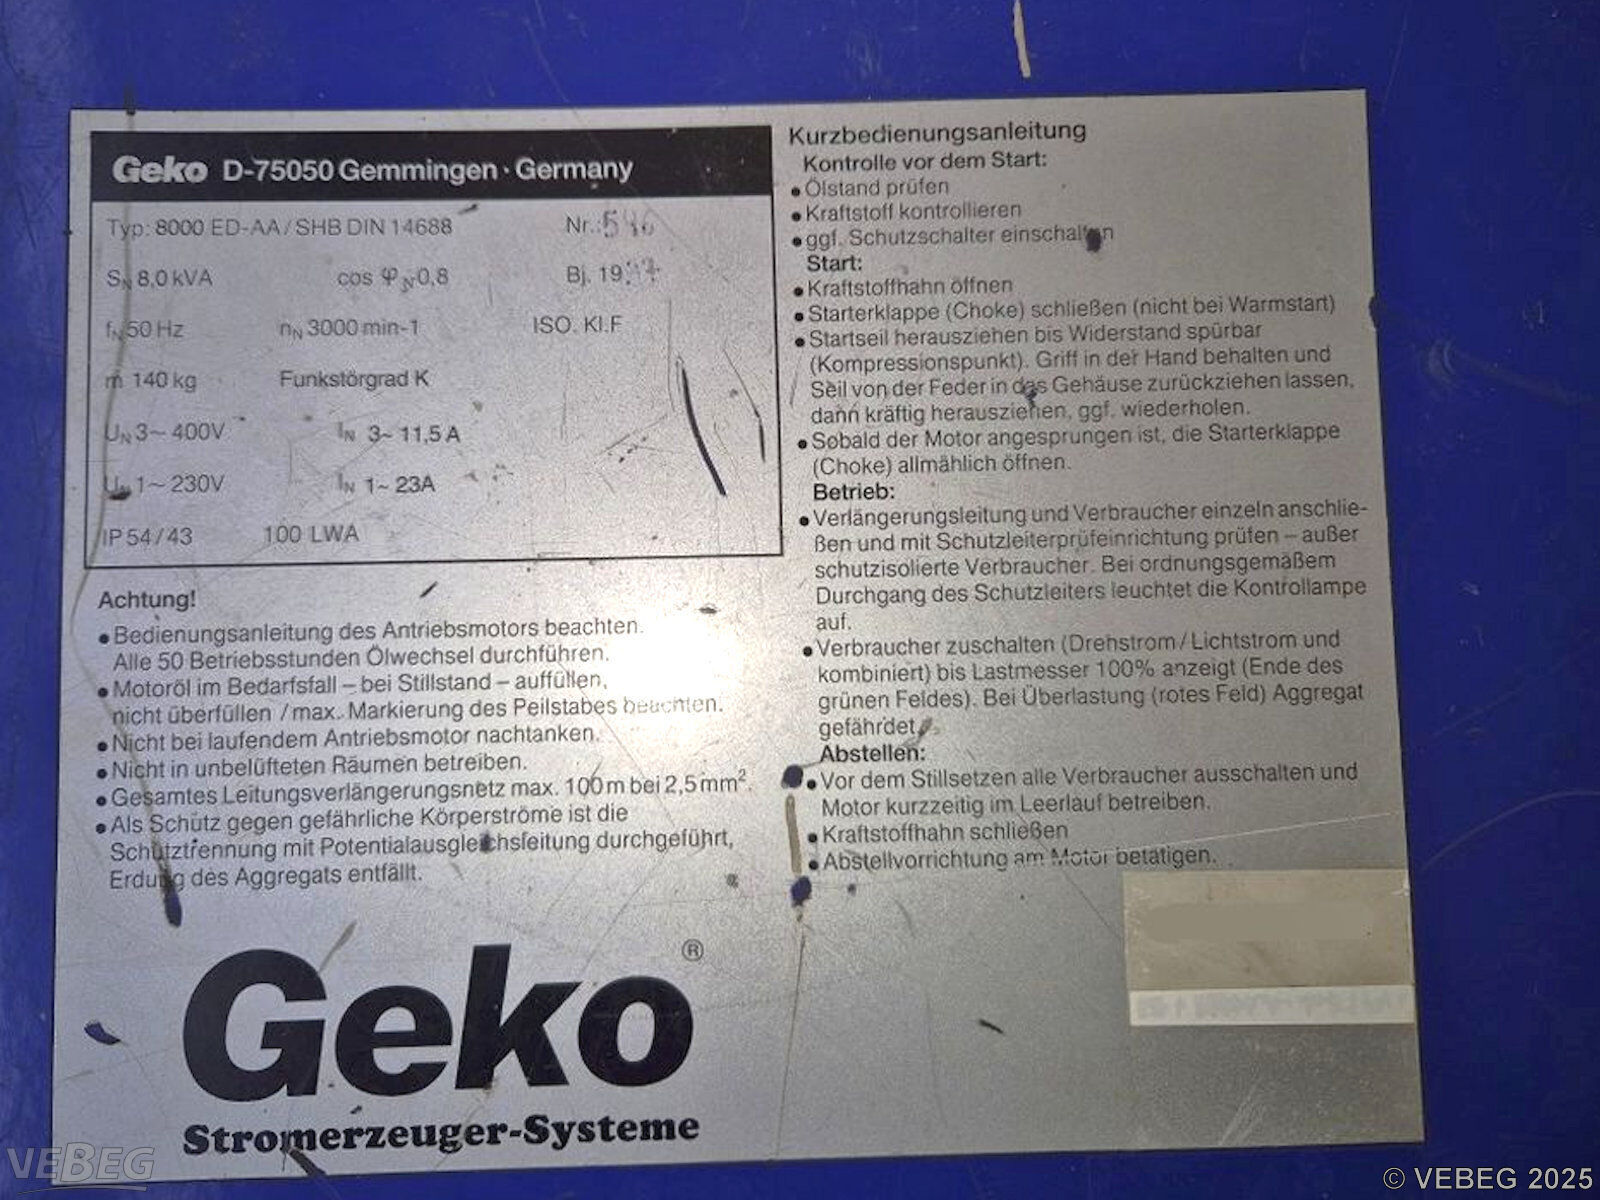 Geko D-75050 Gemmingen · Germany
Typ: 8000 ED-AA/SHB DIN 14688 Nr.:
SN 8,0 kVA cos φN 0,8 Bj. 19
fN 50 Hz nN 3000 min-1 ISO. Kl.F
m 140 kg Funkstörgrad K
UN 3~ 400V IN 3~ 11,5 A
UN 1~ 230V IN 1~ 23A
IP 54/43 100 LWA
Achtung!
• Bedienungsanleitung des Antriebsmotors beachten.
Alle 50 Betriebsstunden Ölwechsel durchführen.
• Motoröl im Bedarfsfall – bei Stillstand – auffüllen,
nicht überfüllen / max. Markierung des Peilstabes beachten.
• Nicht bei laufendem Antriebsmotor nachtanken.
• Nicht in unbelüfteten Räumen betreiben.
• Gesamtes Leitungsverlängerungsnetz max. 100 m bei 2,5 mm².
• Als Schutz gegen gefährliche Körperströme ist die
Schutztrennung mit Potentialausgleichsleitung durchgeführt,
Erdung des Aggregats entfällt.
Geko®
Stromerzeuger-Systeme
Kurzbedienungsanleitung
Kontrolle vor dem Start:
• Ölstand prüfen
• Kraftstoff kontrollieren
• ggf. Schutzschalter einschalten
Start:
• Kraftstoffhahn öffnen
• Starterklappe (Choke) schließen (nicht bei Warmstart)
• Startseil herausziehen bis Widerstand spürbar
(Kompressionspunkt). Griff in der Hand behalten und
Seil von der Feder in das Gehäuse zurückziehen lassen,
dann kräftig herausziehen, ggf. wiederholen.
• Sobald der Motor angesprungen ist, die Starterklappe
(Choke) allmählich öffnen.
Betrieb:
• Verlängerungsleitung und Verbraucher einzeln anschlie-
ßen und mit Schutzleiterprüfeinrichtung prüfen – außer
schutzisolierte Verbraucher. Bei ordnungsgemäßem
Durchgang des Schutzleiters leuchtet die Kontrollampe
auf.
• Verbraucher zuschalten (Drehstrom/Lichtstrom und
kombiniert) bis Lastmesser 100% anzeigt (Ende des
grünen Feldes). Bei Überlastung (rotes Feld) Aggregat
gefährdet.
Abstellen:
• Vor dem Stillsetzen alle Verbraucher ausschalten und
Motor kurzzeitig im Leerlauf betreiben.
• Kraftstoffhahn schließen
• Abstellvorrichtung am Motor betätigen.
VEBEG
© VEBEG 2025